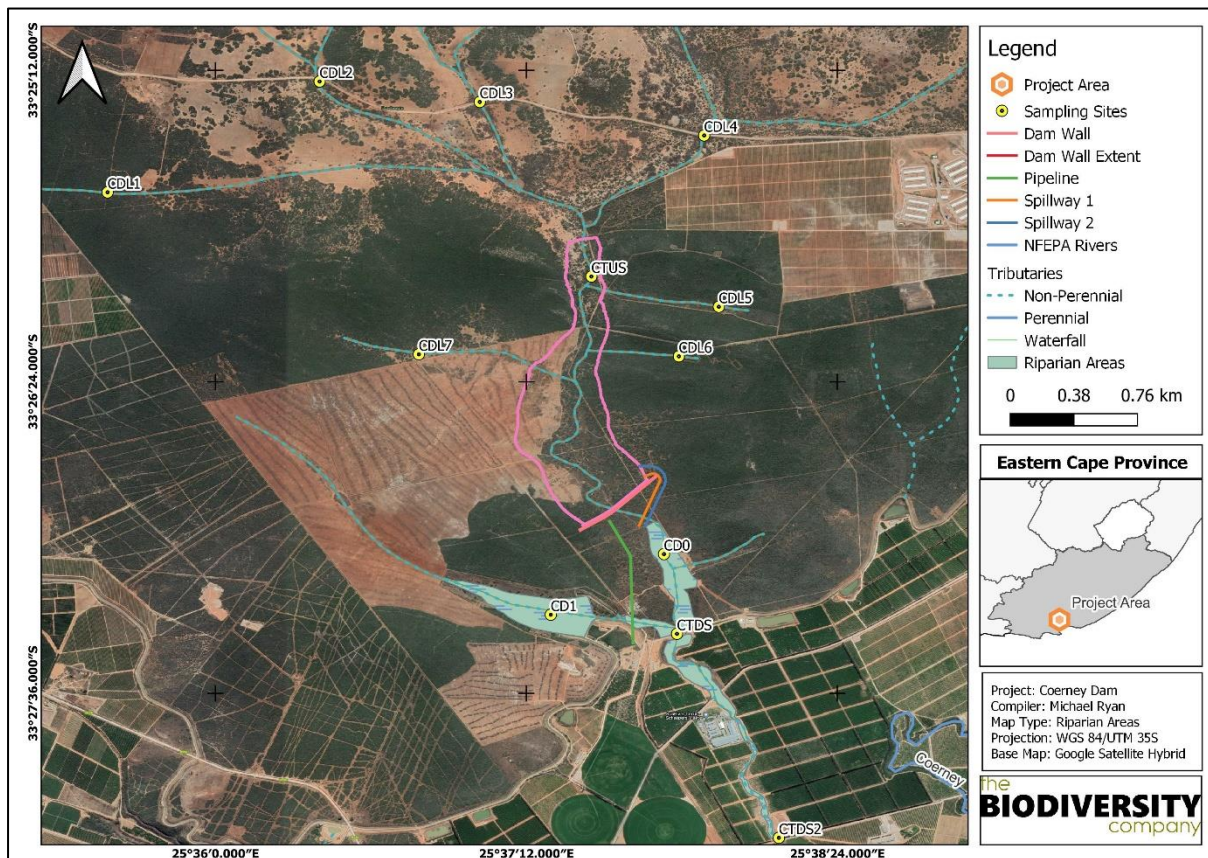 33°25'12.000"S
33°26'24.000"S
33°27'36.000"S
25°36'0.000"E
25°37'12.000"E
25°38'24.000"E
CDL2
CDL3
CDL4
CDL1
CTUS
CDL5
CDL7
CDL6
CD0
CD1
CTDS
CTDS2
Coerney
Legend
Project Area
Sampling Sites
Dam Wall
Dam Wall Extent
Pipeline
Spillway 1
Spillway 2
NFEPA Rivers
Tributaries
Non-Perennial
Perennial
Waterfall
Riparian Areas
0 0.38 0.76 km
Eastern Cape Province
Project Area
Project: Coerney Dam
Compiler: Michael Ryan
Map Type: Riparian Areas
Projection: WGS 84/UTM 35S
Base Map: Google Satellite Hybrid
the
BIODIVERSITY
company